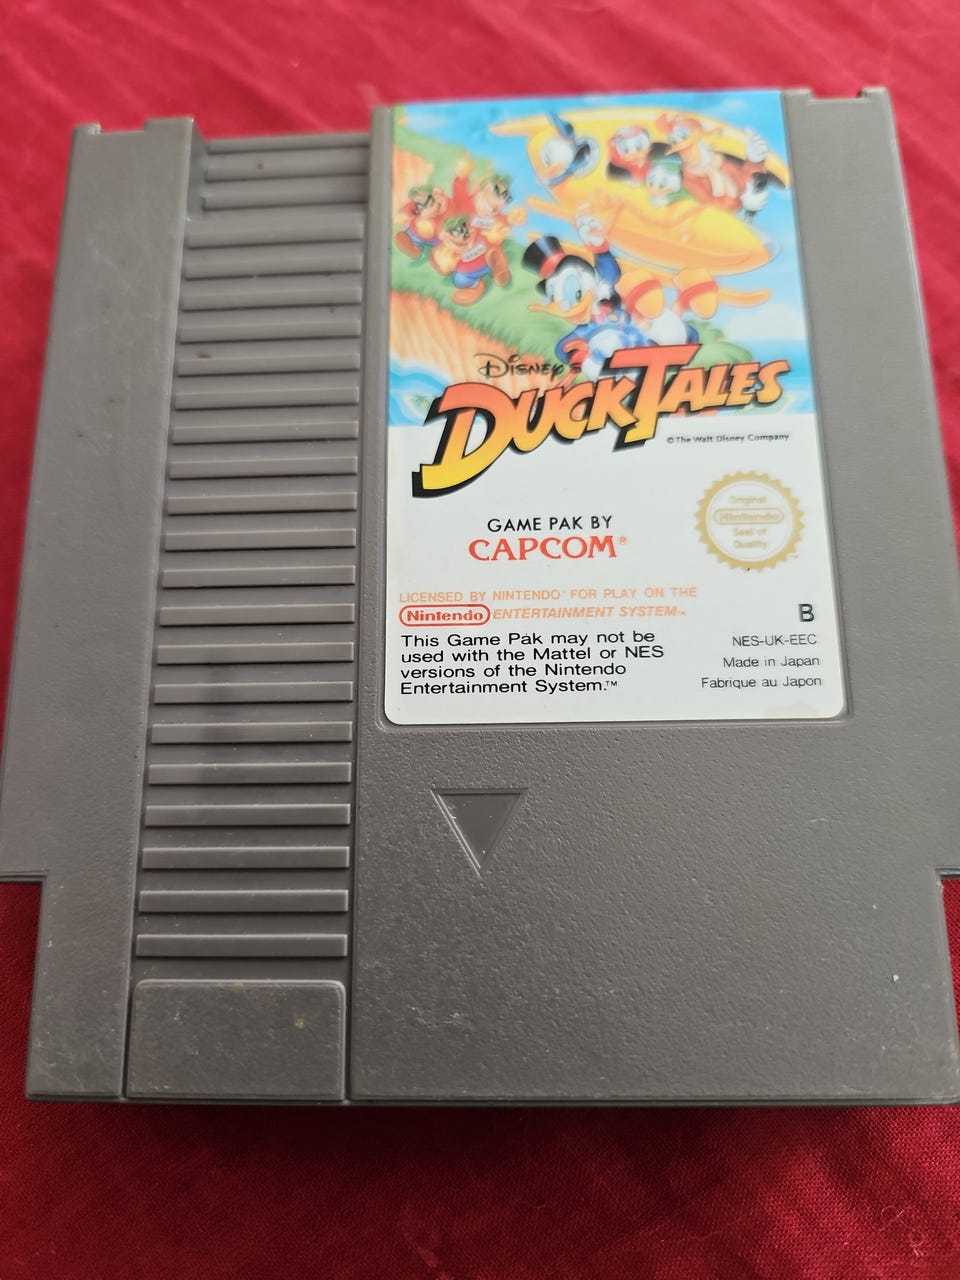 Disney's
DUCKTALES
© The Walt Disney Company
GAME PAK BY
CAPCOM®
Original
Nintendo
Seal of
Quality
LICENSED BY NINTENDO® FOR PLAY ON THE
Nintendo ENTERTAINMENT SYSTEM™
This Game Pak may not be
used with the Mattel or NES
versions of the Nintendo
Entertainment System.™
B
NES-UK-EEC
Made in Japan
Fabrique au Japon